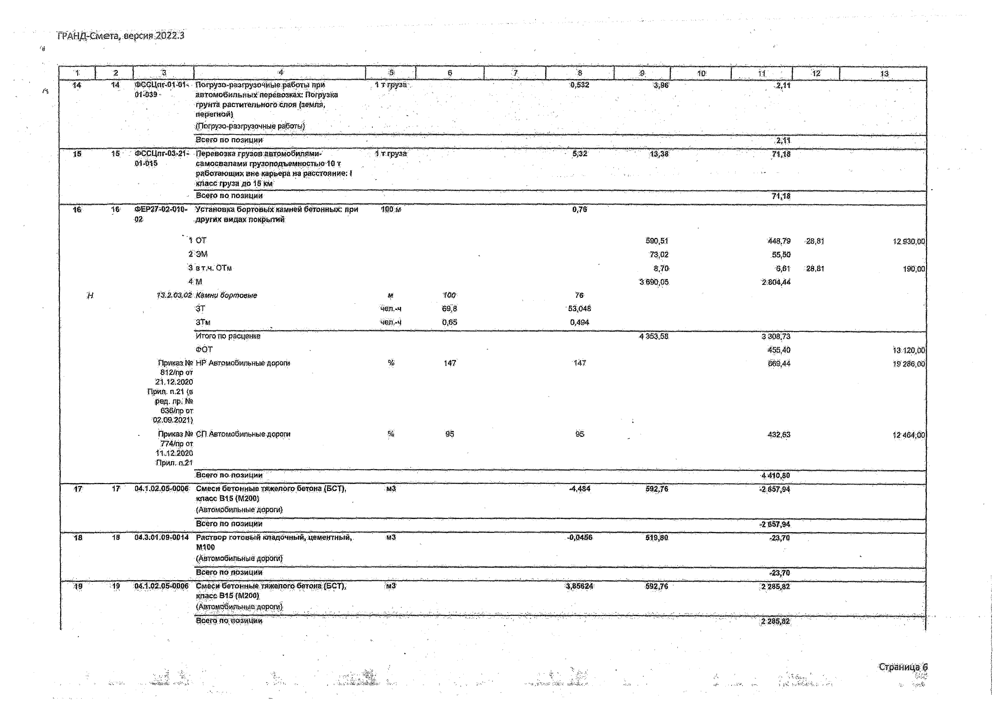 ГРАНД-Смета, версия 2022.3
1 2 3 4 5 6 7 8 9 10 11 12 13
14 14 ФССЦпг-01-01- Погрузо-разгрузочные работы при 1 т груза 0,532 3,96 2,11
01-039 автомобильных перевозках: Погрузка
грунта растительного слоя (земля,
перегной)
(Погрузо-разгрузочные работы)
Всего по позиции 2,11
15 15 ФССЦпг-03-21- Перевозка грузов автомобилями- 1 т груза 5,32 13,38 71,18
01-015 самосвалами грузоподъемностью 10 т
работающих вне карьера на расстояние: I
класс груза до 15 км
Всего по позиции 71,18
16 16 ФЕР27-02-010- Установка бортовых камней бетонных: при 100 м 0,76
02 других видах покрытий
1 ОТ 590,51 448,79 28,81 12 930,00
2 ЭМ 73,02 55,50
3 в т.ч. ОТм 8,70 6,61 28,81 190,00
4 М 3 690,05 2 804,44
Н 13.2.03.02 Камни бортовые м 100 76
ЗТ чел.-ч 69,8 53,048
ЗТм чел.-ч 0,65 0,494
Итого по расценке 4 353,58 3 308,73
ФОТ 455,40 13 120,00
Приказ № НР Автомобильные дороги % 147 147 669,44 19 286,00
812/пр от
21.12.2020
Прил. п.21 (в
ред. пр. №
636/пр от
02.09.2021)
Приказ № СП Автомобильные дороги % 95 95 432,63 12 464,00
774/пр от
11.12.2020
Прил. п.21
Всего по позиции 4 410,80
17 17 04.1.02.05-0006 Смеси бетонные тяжелого бетона (БСТ), м3 -4,484 592,76 -2 657,94
класс В15 (М200)
(Автомобильные дороги)
Всего по позиции -2 657,94
18 18 04.3.01.09-0014 Раствор готовый кладочный, цементный, м3 -0,0456 519,80 -23,70
М100
(Автомобильные дороги)
Всего по позиции -23,70
19 19 04.1.02.05-0006 Смеси бетонные тяжелого бетона (БСТ), м3 3,85624 592,76 2 285,82
класс В15 (М200)
(Автомобильные дороги)
Всего по позиции 2 285,82
Страница 6